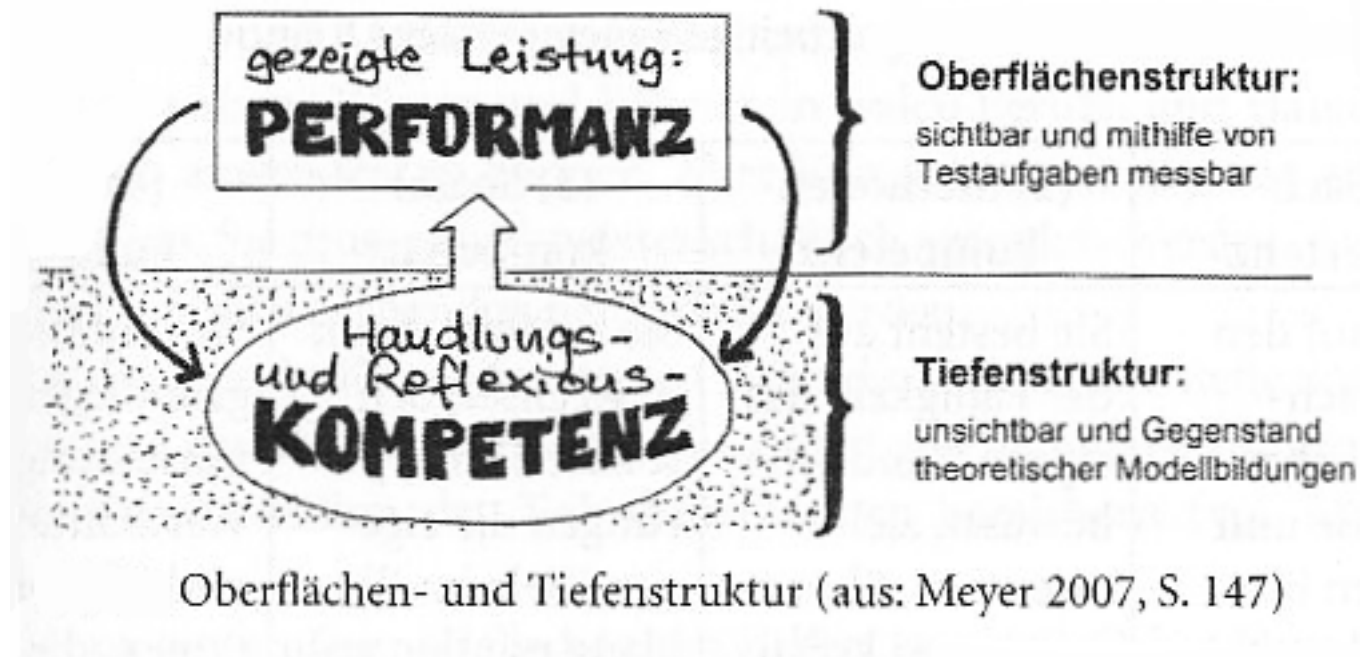 gezeigte Leistung:
PERFORMANZ
Oberflächenstruktur:
sichtbar und mithilfe von
Testaufgaben messbar
Handlungs-
und Reflexions-
KOMPETENZ
Tiefenstruktur:
unsichtbar und Gegenstand
theoretischer Modellbildungen
Oberflächen- und Tiefenstruktur (aus: Meyer 2007, S. 147)